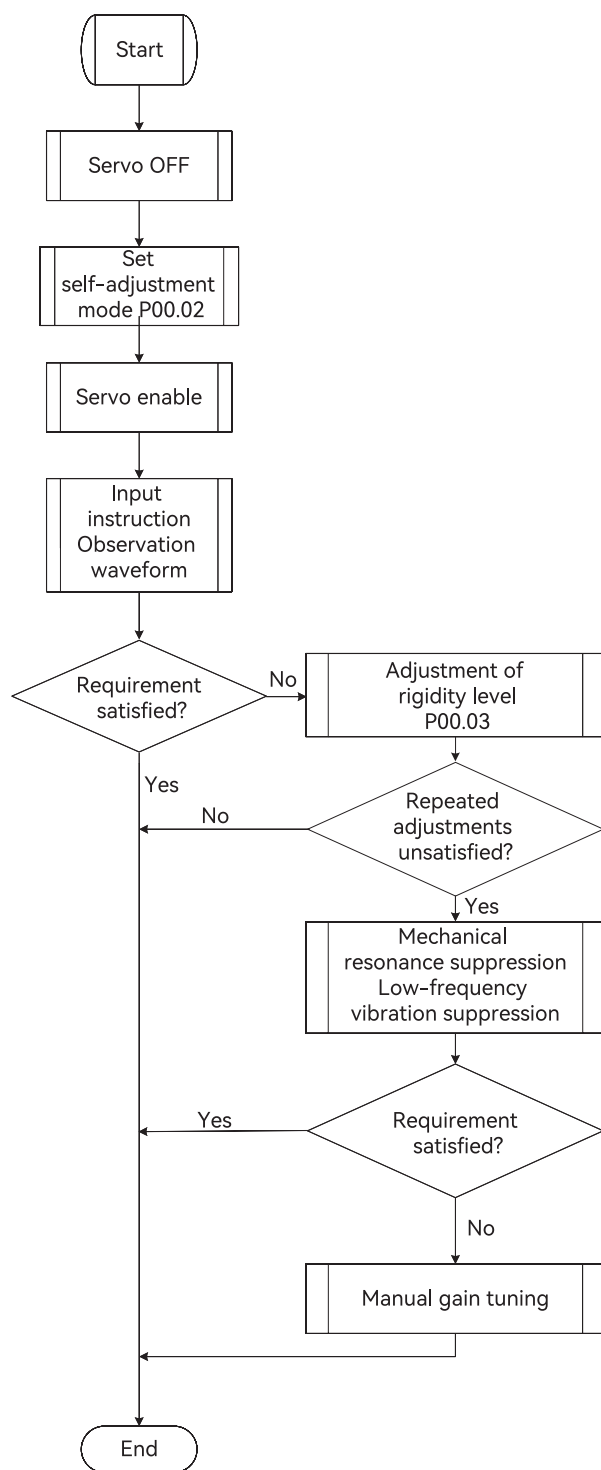 Start
Servo OFF
Set
self-adjustment
mode P00.02
Servo enable
Input
instruction
Observation
waveform
Requirement
satisfied?
No
Adjustment of
rigidity level
P00.03
Yes
Repeated
adjustments
unsatisfied?
No
Yes
Mechanical
resonance suppression
Low-frequency
vibration suppression
Requirement
satisfied?
Yes
No
Manual gain tuning
End